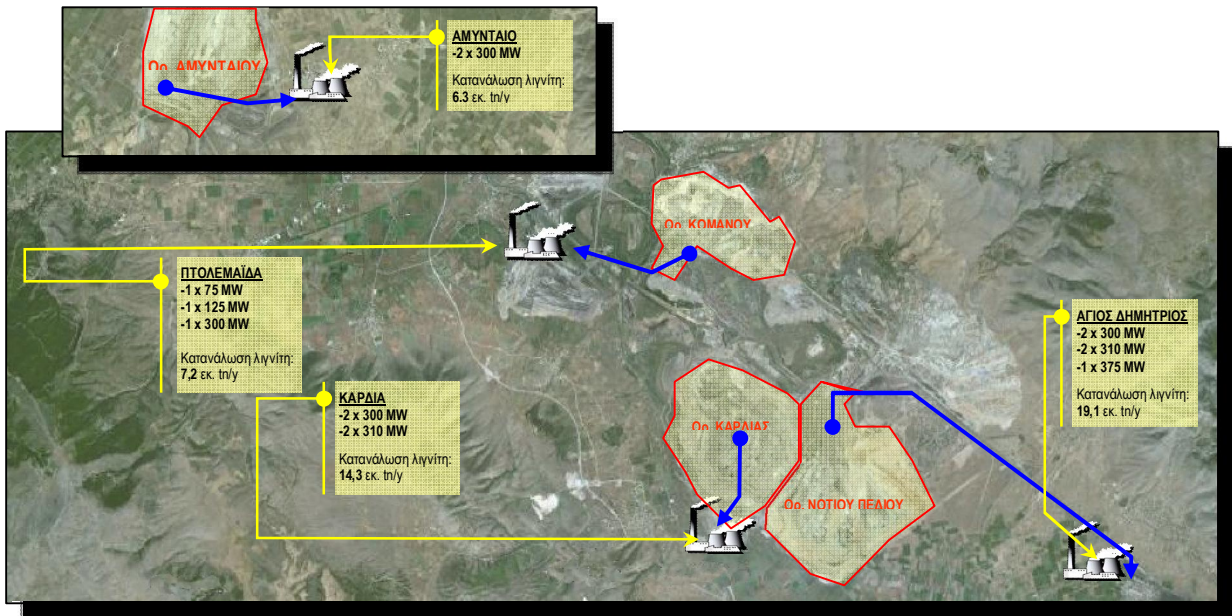 ΑΜΥΝΤΑΙΟ
-2 x 300 MW
Κατανάλωση λιγνίτη:
6.3 εκ. tn/y
Ορ. ΑΜΥΝΤΑΙΟΥ
Ορ. ΚΟΜΑΝΟΥ
ΠΤΟΛΕΜΑΪΔΑ
-1 x 75 MW
-1 x 125 MW
-1 x 300 MW
Κατανάλωση λιγνίτη:
7,2 εκ. tn/y
ΑΓΙΟΣ ΔΗΜΗΤΡΙΟΣ
-2 x 300 MW
-2 x 310 MW
-1 x 375 MW
Κατανάλωση λιγνίτη:
19,1 εκ. tn/y
ΚΑΡΔΙΑ
-2 x 300 MW
-2 x 310 MW
Κατανάλωση λιγνίτη:
14,3 εκ. tn/y
Ορ. ΚΑΡΔΙΑΣ
Ορ. ΝΟΤΙΟΥ ΠΕΔΙΟΥ